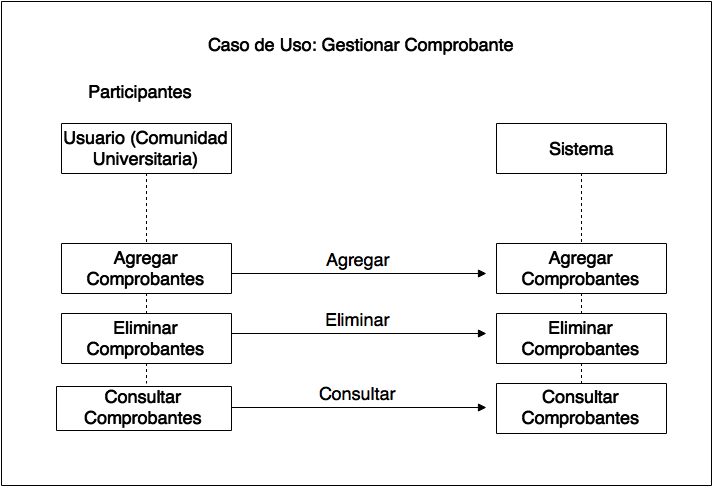 Caso de Uso: Gestionar Comprobante
Participantes
Usuario (Comunidad
Universitaria)
Sistema
Agregar
Comprobantes
Agregar
Agregar
Comprobantes
Eliminar
Comprobantes
Eliminar
Eliminar
Comprobantes
Consultar
Comprobantes
Consultar
Consultar
Comprobantes